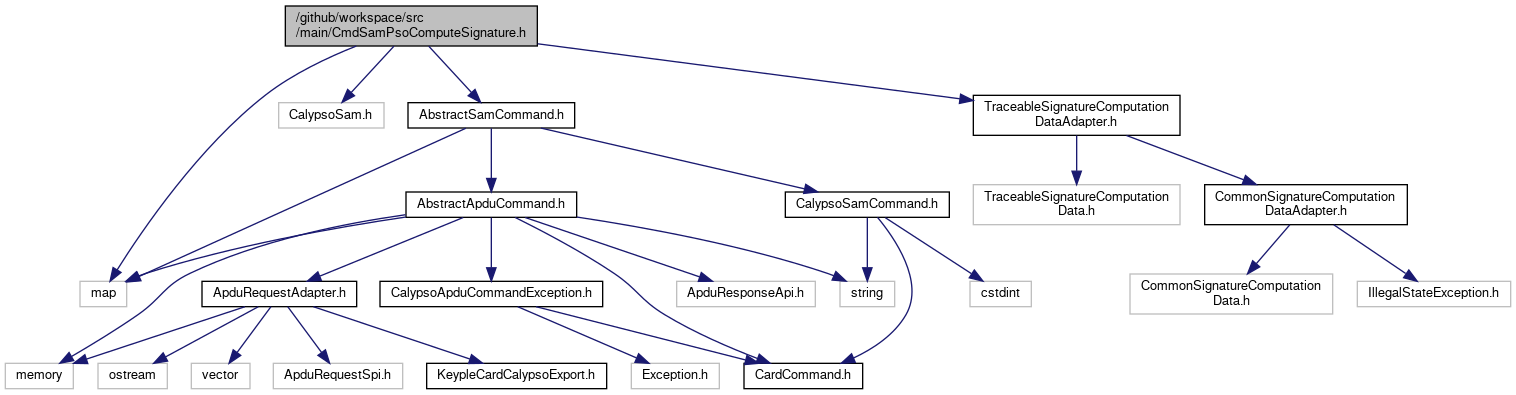 /github/workspace/src
/main/CmdSamPsoComputeSignature.h
CalypsoSam.h
AbstractSamCommand.h
TraceableSignatureComputation
DataAdapter.h
AbstractApduCommand.h
CalypsoSamCommand.h
TraceableSignatureComputation
Data.h
CommonSignatureComputation
DataAdapter.h
map
ApduRequestAdapter.h
CalypsoApduCommandException.h
ApduResponseApi.h
string
cstdint
CommonSignatureComputation
Data.h
IllegalStateException.h
memory
ostream
vector
ApduRequestSpi.h
KeypleCardCalypsoExport.h
Exception.h
CardCommand.h